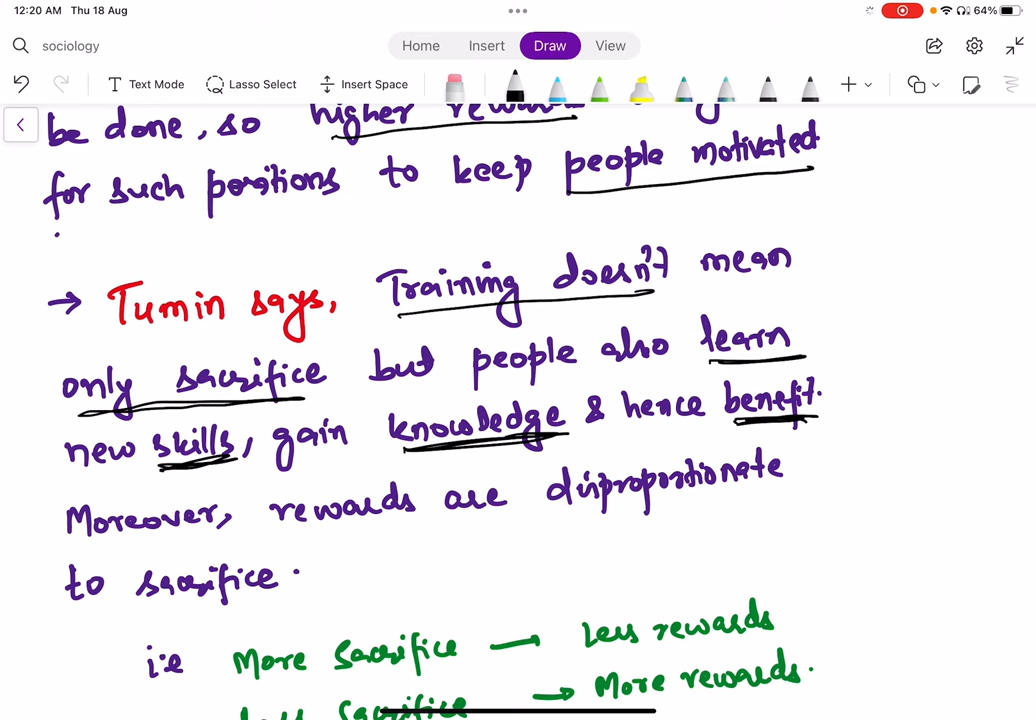 12:20 AM Thu 18 Aug
64%
sociology
Home Insert Draw View
Text Mode Lasso Select Insert Space
be done, so higher
for such positions to keep people motivated
→ Tumin says, Training doesn't mean
only sacrifice but people also learn
new skills, gain knowledge & hence benefit.
Moreover, rewards are disproportionate
to sacrifice.
i.e More Sacrifice — Less rewards
Less Sacrifice → More rewards.